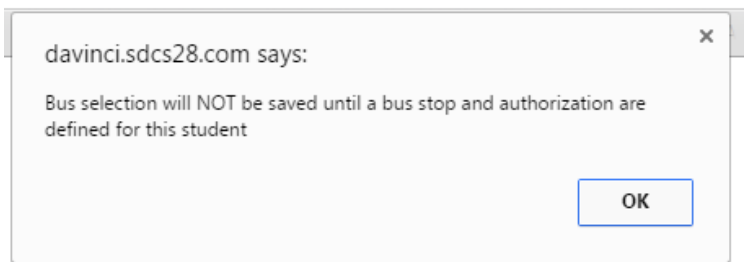 davinci.sdcs28.com says:
Bus selection will NOT be saved until a bus stop and authorization are
defined for this student
OK